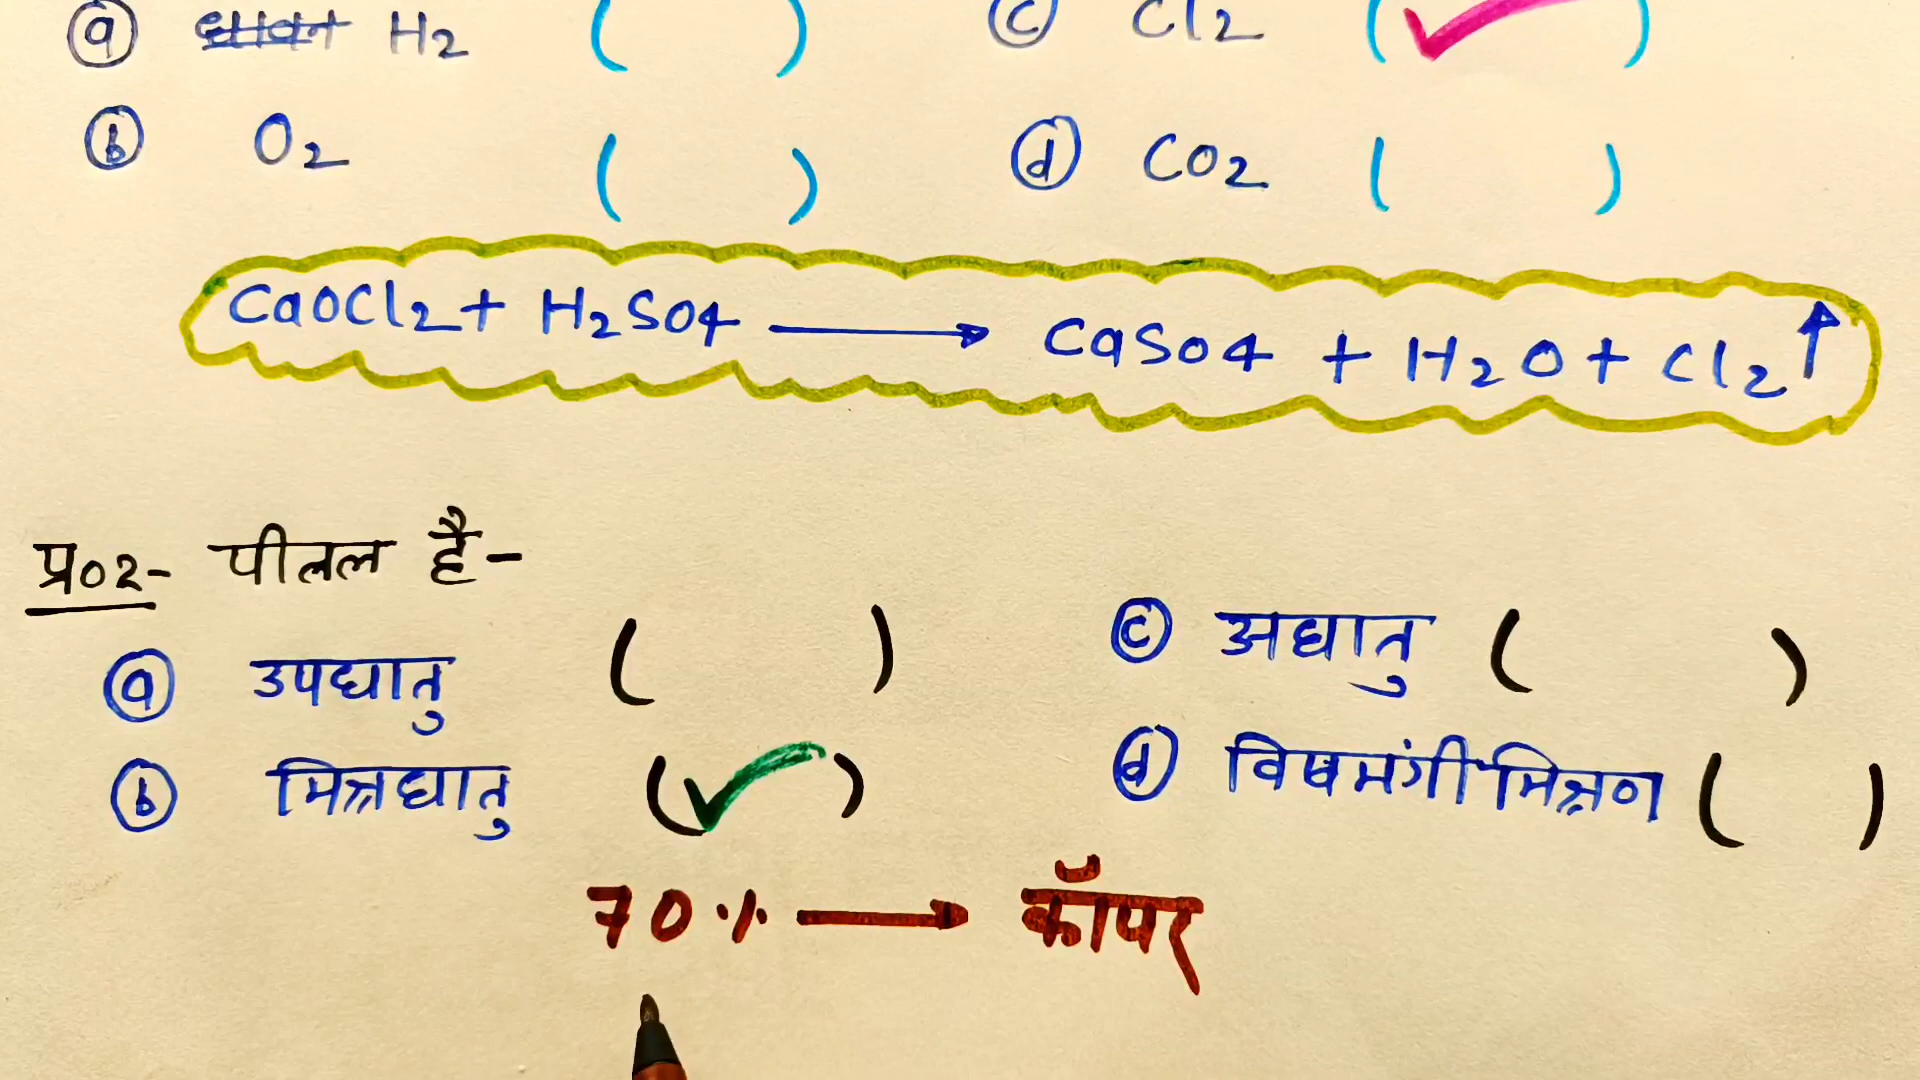 (a) H2 ( ) (c) Cl2 (✓)
(b) O2 ( ) (d) CO2 ( )
CaOCl2 + H2SO4 ⟶ CaSO4 + H2O + Cl2↑
प्र०२- पीतल है-
(a) उपधातु ( ) (c) अधातु ( )
(b) मिश्रधातु (✓) (d) विषमांगी मिश्रण ( )
70% ⟶ कॉपर